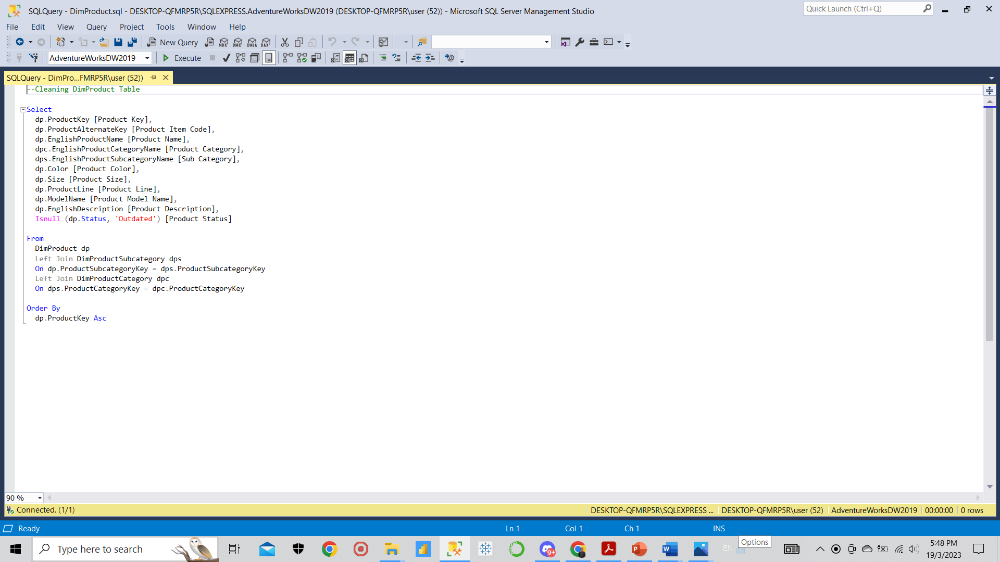 SQLQuery - DimProduct.sql - DESKTOP-QFMRP5R\SQLEXPRESS.AdventureWorksDW2019 (DESKTOP-QFMRP5R\user (52)) - Microsoft SQL Server Management Studio
Quick Launch (Ctrl+Q)
File Edit View Query Project Tools Window Help
New Query MDX DMX XMLA DAX
AdventureWorksDW2019 Execute
SQLQuery - DimPro...FMRP5R\user (52))
--Cleaning DimProduct Table
Select
dp.ProductKey [Product Key],
dp.ProductAlternateKey [Product Item Code],
dp.EnglishProductName [Product Name],
dpc.EnglishProductCategoryName [Product Category],
dps.EnglishProductSubcategoryName [Sub Category],
dp.Color [Product Color],
dp.Size [Product Size],
dp.ProductLine [Product Line],
dp.ModelName [Product Model Name],
dp.EnglishDescription [Product Description],
Isnull (dp.Status, 'Outdated') [Product Status]
From
DimProduct dp
Left Join DimProductSubcategory dps
On dp.ProductSubcategoryKey = dps.ProductSubcategoryKey
Left Join DimProductCategory dpc
On dps.ProductCategoryKey = dpc.ProductCategoryKey
Order By
dp.ProductKey Asc
90 %
Connected. (1/1)
DESKTOP-QFMRP5R\SQLEXPRESS ... DESKTOP-QFMRP5R\user (52) AdventureWorksDW2019 00:00:00 0 rows
Ready Ln 1 Col 1 Ch 1 INS
Options
Type here to search
9+
EN
5:48 PM
19/3/2023